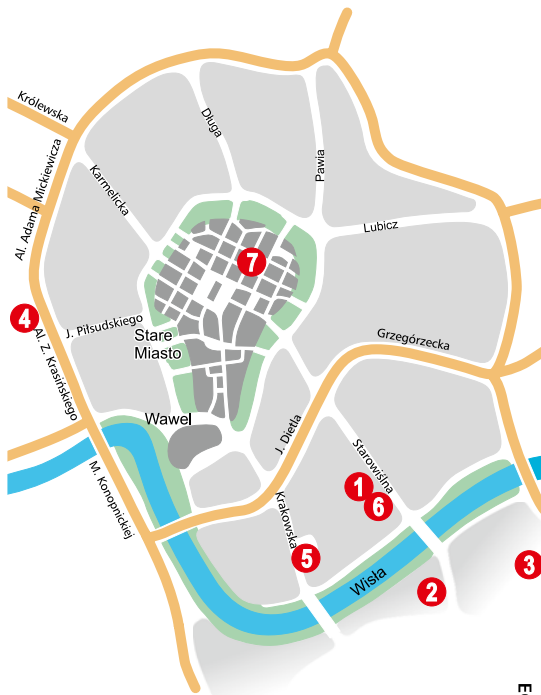 Królewska
Długa
Al. Adama Mickiewicza
Karmelicka
Pawia
Lubicz
7
4
Al. Z. Krasińskiego
J. Piłsudskiego
Stare
Miasto
Grzegórzecka
Wawel
J. Dietla
Starowiślna
M. Konopnickiej
1
6
Krakowska
5
Wisła
3
2